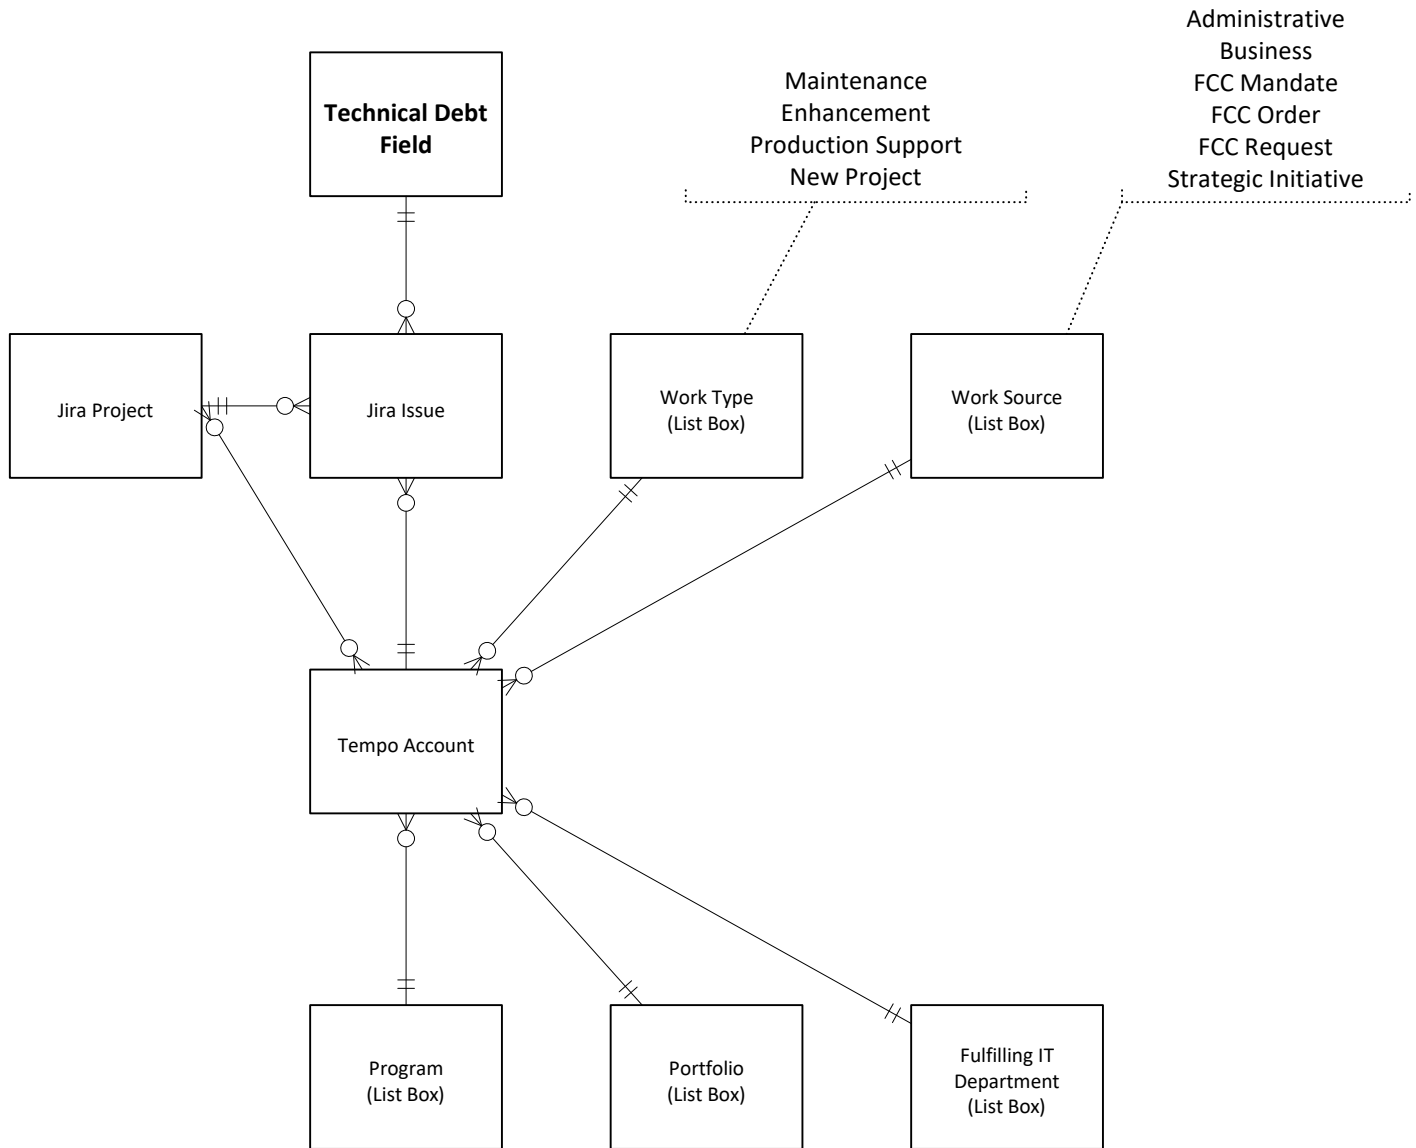 Administrative
Business
FCC Mandate
FCC Order
FCC Request
Strategic Initiative
Maintenance
Enhancement
Production Support
New Project
Technical Debt
Field
Jira Project
Jira Issue
Work Type
(List Box)
Work Source
(List Box)
Tempo Account
Program
(List Box)
Portfolio
(List Box)
Fulfilling IT
Department
(List Box)